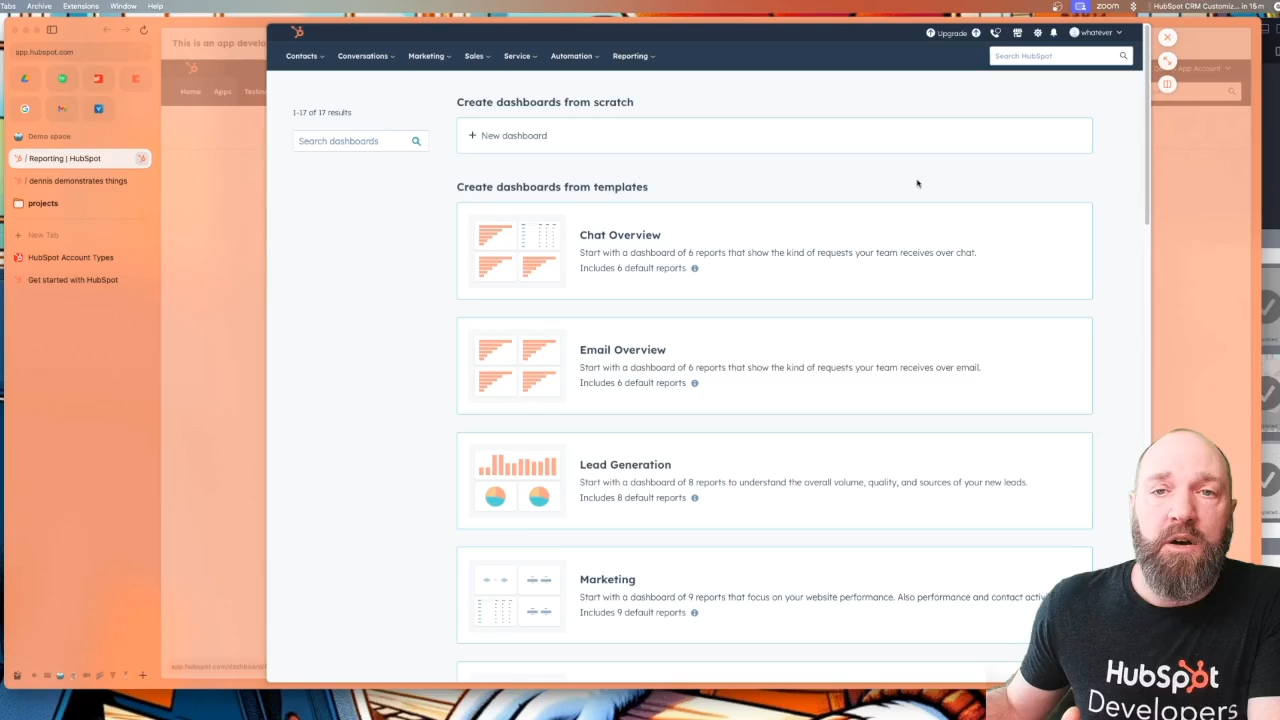 Tabs Archive Extensions Window Help
zoom
HubSpot CRM Customiz... in 15 m
app.hubspot.com
Demo space
/ Reporting | HubSpot
/ dennis demonstrates things
projects
+ New Tab
HubSpot Account Types
Get started with HubSpot
This is an app develo
Home Apps
App Account
Upgrade
whatever
Contacts Conversations Marketing Sales Service Automation Reporting
Search HubSpot
1-17 of 17 results
Search dashboards
Create dashboards from scratch
+ New dashboard
Create dashboards from templates
Chat Overview
Start with a dashboard of 6 reports that show the kind of requests your team receives over chat.
Includes 6 default reports
Email Overview
Start with a dashboard of 6 reports that show the kind of requests your team receives over email.
Includes 6 default reports
Lead Generation
Start with a dashboard of 8 reports to understand the overall volume, quality, and sources of your new leads.
Includes 8 default reports
Marketing
Start with a dashboard of 9 reports that focus on your website performance. Also performance and contact activ
Includes 9 default reports
HubSpot
Developers